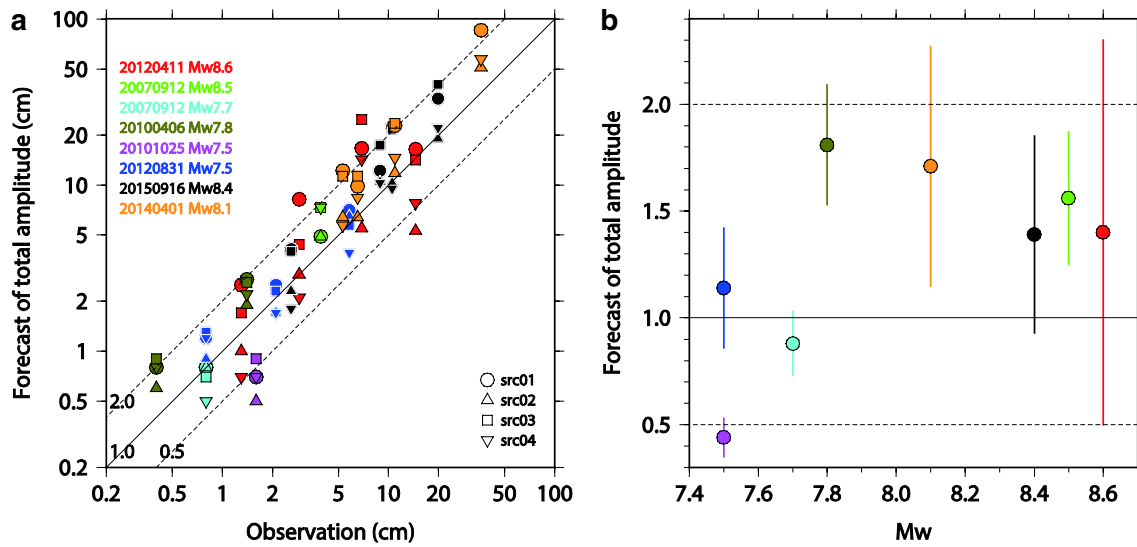 a
Forecast of total amplitude (cm)
100
50
20
10
5
2
1
0.5
0.2
20120411 Mw8.6
20070912 Mw8.5
20070912 Mw7.7
20100406 Mw7.8
20101025 Mw7.5
20120831 Mw7.5
20150916 Mw8.4
20140401 Mw8.1
src01
src02
src03
src04
2.0
1.0
0.5
0.2 0.5 1 2 5 10 20 50 100
Observation (cm)
b
Forecast of total amplitude
2.0
1.5
1.0
0.5
7.4 7.6 7.8 8.0 8.2 8.4 8.6
Mw